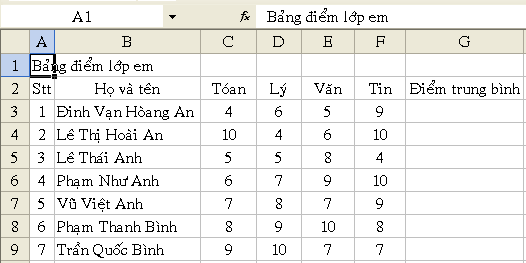 A1 fx Bảng điểm lớp em
A B C D E F G
1 Bảng điểm lớp em
2 Stt Họ và tên Tóan Lý Văn Tin Điểm trung bình
3 1 Đinh Vạn Hòang An 4 6 5 9
4 2 Lê Thị Hoài An 10 4 6 10
5 3 Lê Thái Anh 5 5 8 4
6 4 Phạm Như Anh 6 7 9 10
7 5 Vũ Việt Anh 7 8 7 9
8 6 Phạm Thanh Bình 8 9 10 8
9 7 Trần Quốc Bình 9 10 7 7